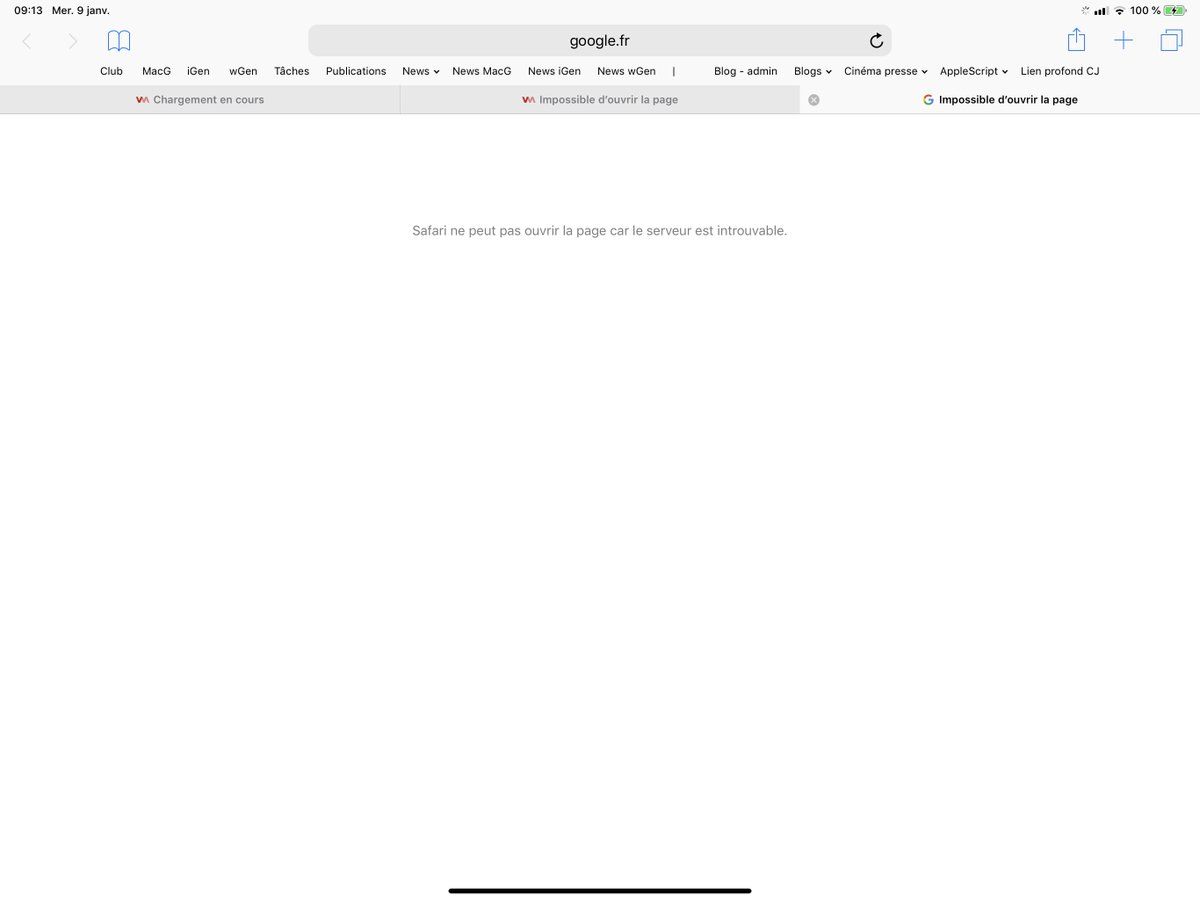 09:13 Mer. 9 janv. 100 %
google.fr
Club MacG iGen wGen Tâches Publications News News MacG News iGen News wGen | Blog - admin Blogs Cinéma presse AppleScript Lien profond CJ
Chargement en cours Impossible d’ouvrir la page Impossible d’ouvrir la page
Safari ne peut pas ouvrir la page car le serveur est introuvable.